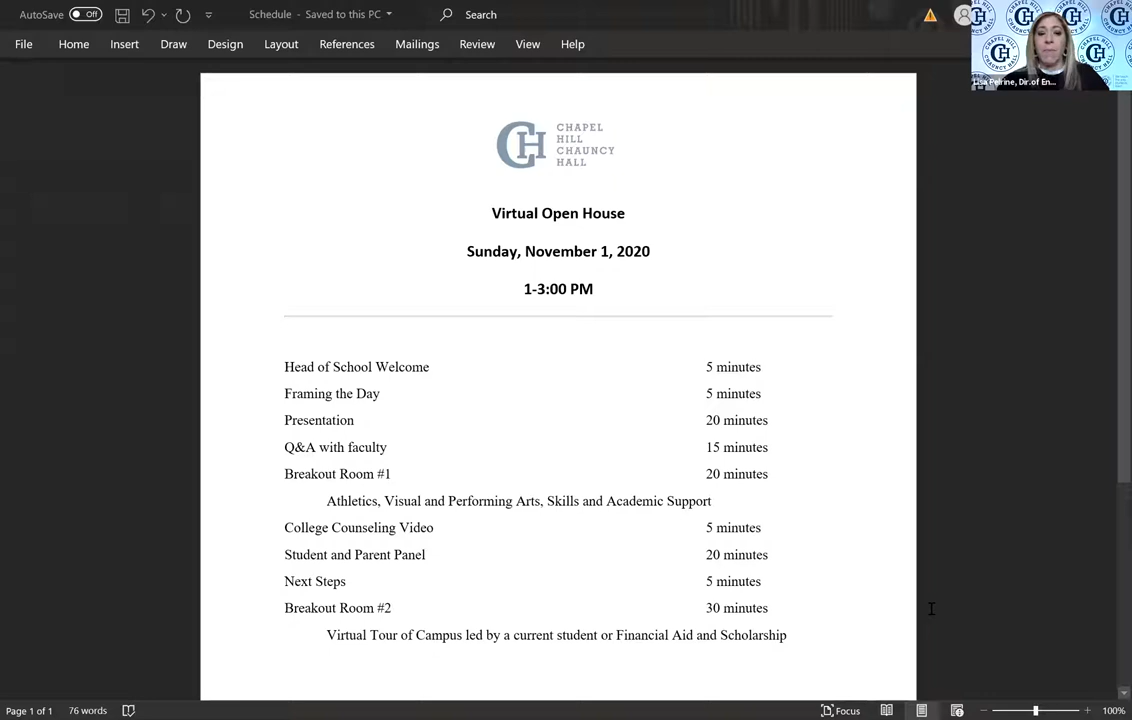 AutoSave Off Schedule - Saved to this PC Search
File Home Insert Draw Design Layout References Mailings Review View Help
CHAPEL
HILL
CHAUNCY
HALL
Virtual Open House
Sunday, November 1, 2020
1-3:00 PM
Head of School Welcome 5 minutes
Framing the Day 5 minutes
Presentation 20 minutes
Q&A with faculty 15 minutes
Breakout Room #1 20 minutes
Athletics, Visual and Performing Arts, Skills and Academic Support
College Counseling Video 5 minutes
Student and Parent Panel 20 minutes
Next Steps 5 minutes
Breakout Room #2 30 minutes
Virtual Tour of Campus led by a current student or Financial Aid and Scholarship
Page 1 of 1 76 words Focus 100%